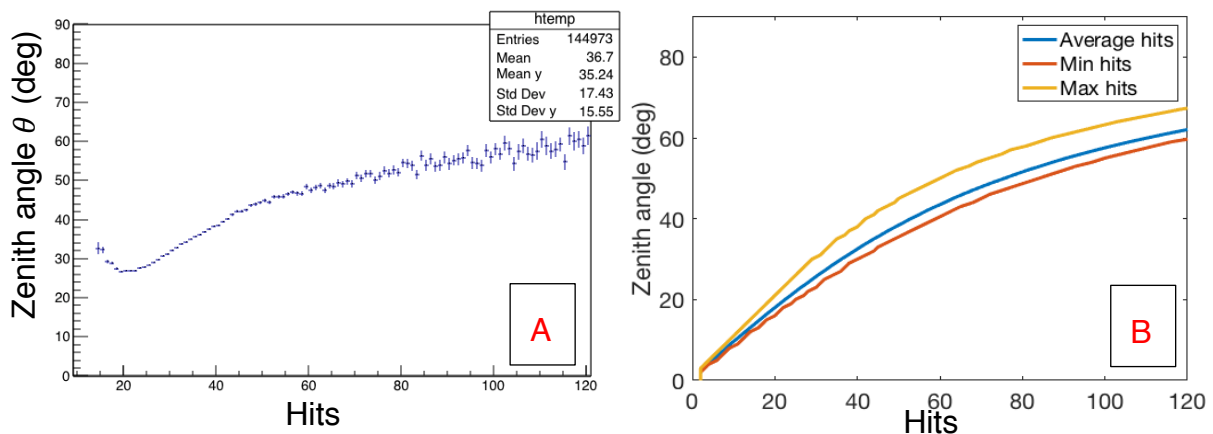 htemp
Entries 144973
Mean 36.7
Mean y 35.24
Std Dev 17.43
Std Dev y 15.55
Zenith angle θ (deg)
90
80
70
60
50
40
30
20
10
0
20 40 60 80 100 120
Hits
A
Average hits
Min hits
Max hits
Zenith angle (deg)
80
60
40
20
0
0 20 40 60 80 100 120
Hits
B